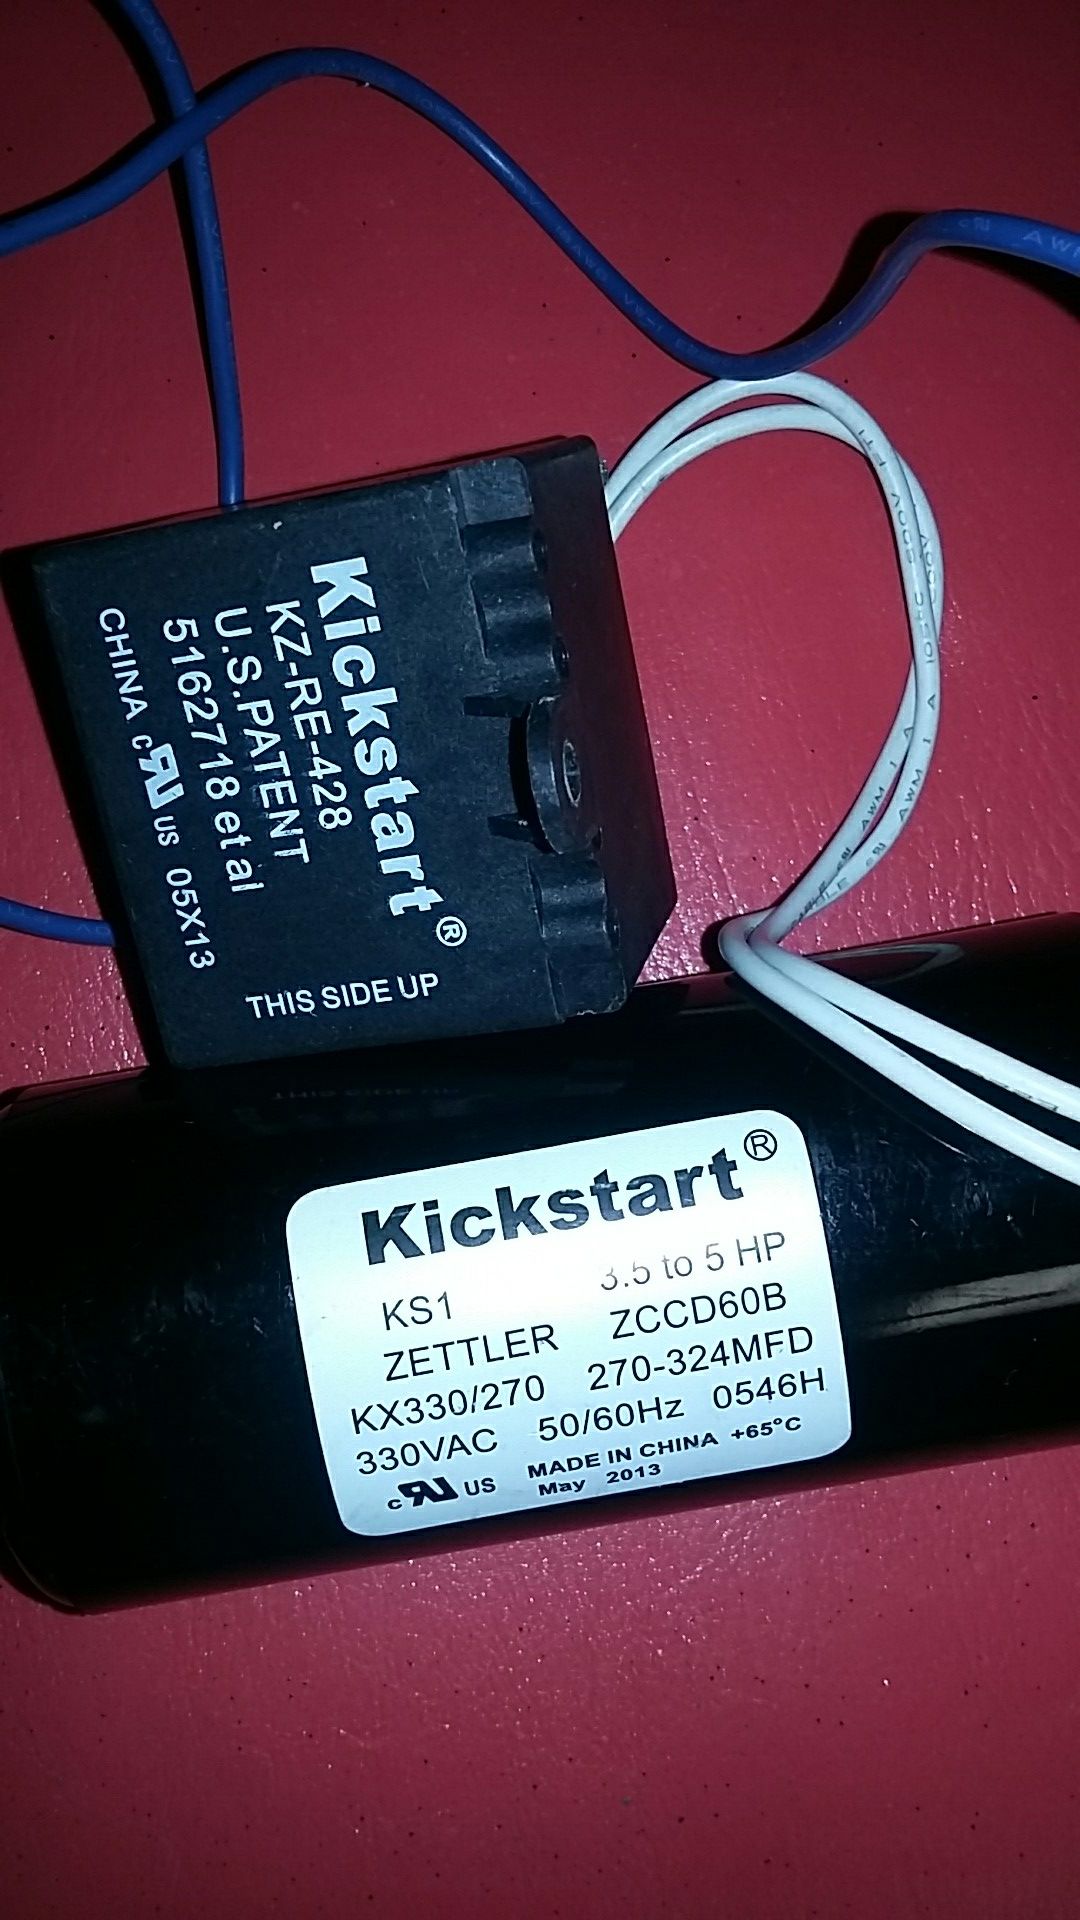 Kickstart®
KZ-RE-428
U.S.PATENT
5162718 et al
CHINA cRU US 05X13
THIS SIDE UP
Kickstart®
KS1 3.5 to 5 HP
ZETTLER ZCCD60B
KX330/270 270-324MFD
330VAC 50/60Hz 0546H
cRU US MADE IN CHINA +65°C
May 2013